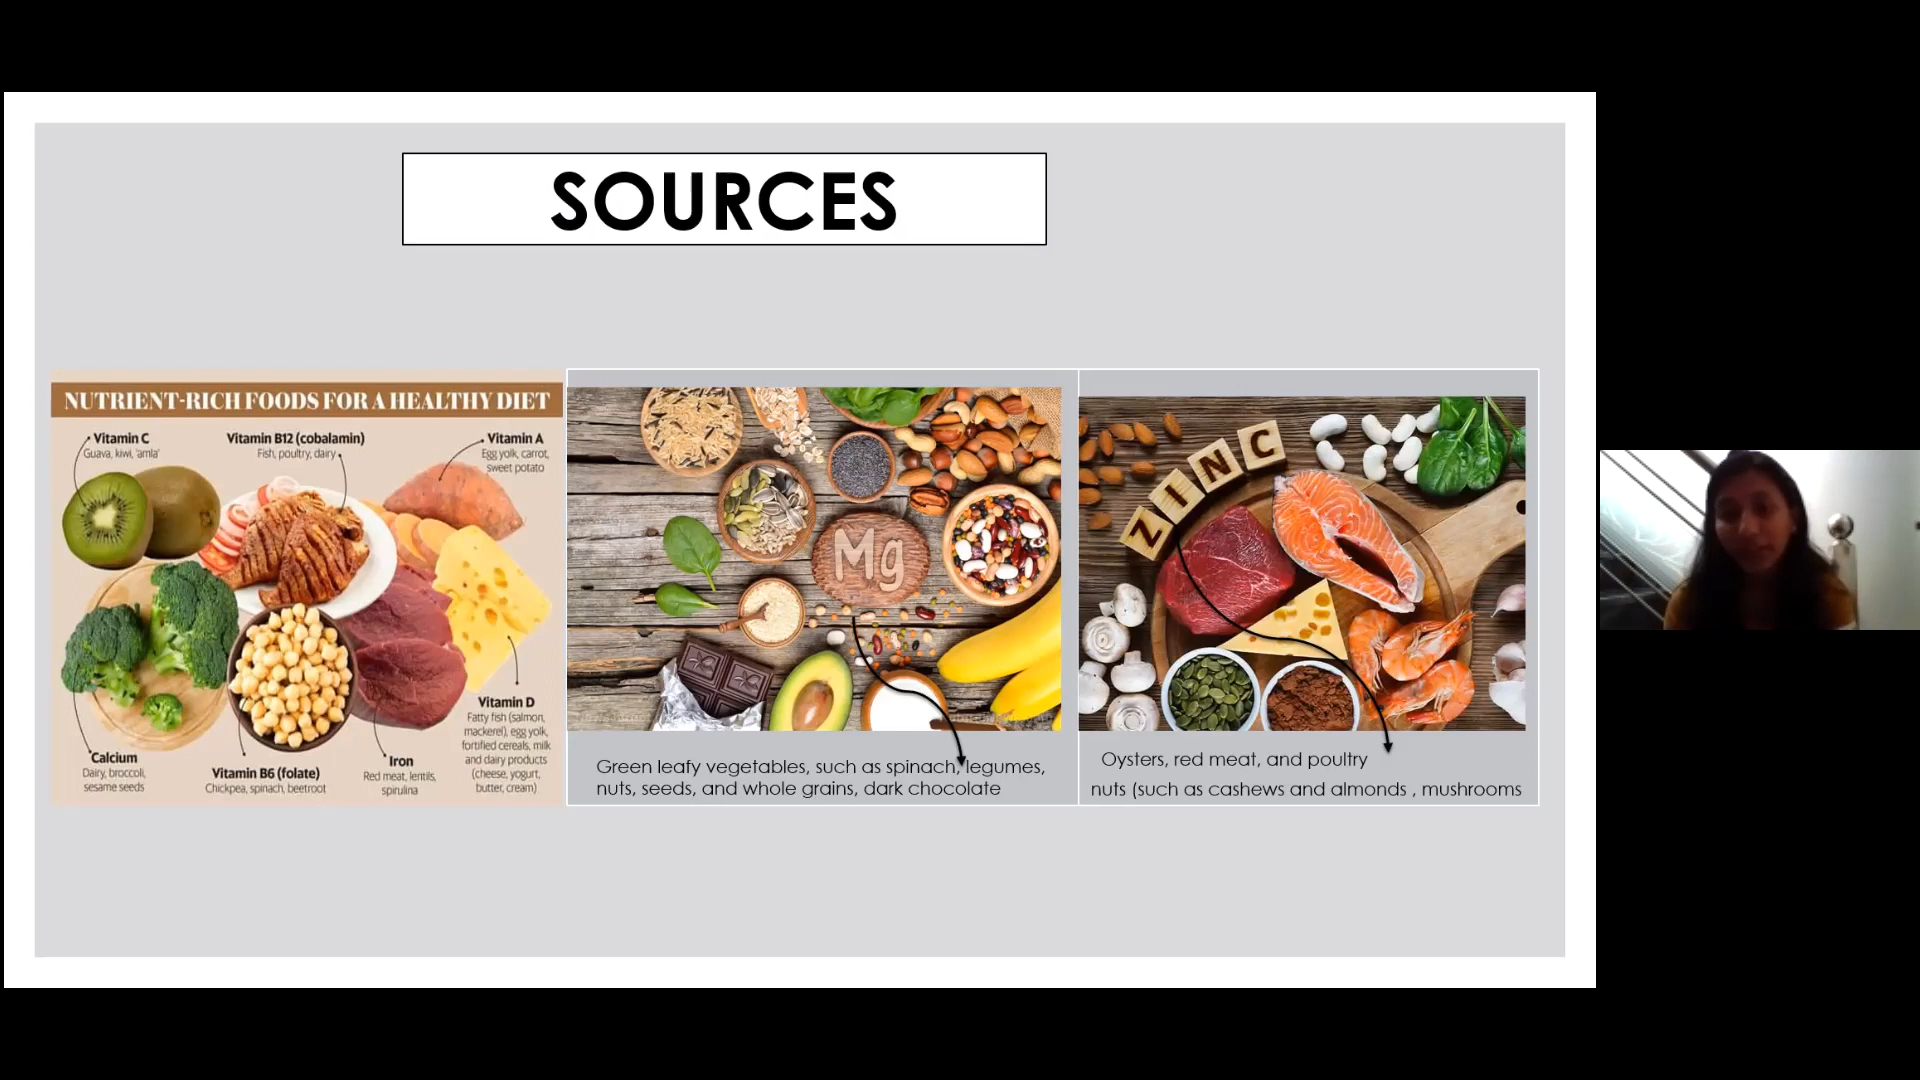 SOURCES
NUTRIENT-RICH FOODS FOR A HEALTHY DIET
Vitamin C
Guava, kiwi, 'amla'
Vitamin B12 (cobalamin)
Fish, poultry, dairy
Vitamin A
Egg yolk, carrot,
sweet potato
Calcium
Dairy, broccoli,
sesame seeds
Vitamin B6 (folate)
Chickpea, spinach, beetroot
Iron
Red meat, lentils,
spirulina
Vitamin D
Fatty fish (salmon,
mackerel), egg yolk,
fortified cereals, milk
and dairy products
(cheese, yogurt,
butter, cream)
Mg
Green leafy vegetables, such as spinach, legumes,
nuts, seeds, and whole grains, dark chocolate
ZINC
Oysters, red meat, and poultry
nuts (such as cashews and almonds , mushrooms